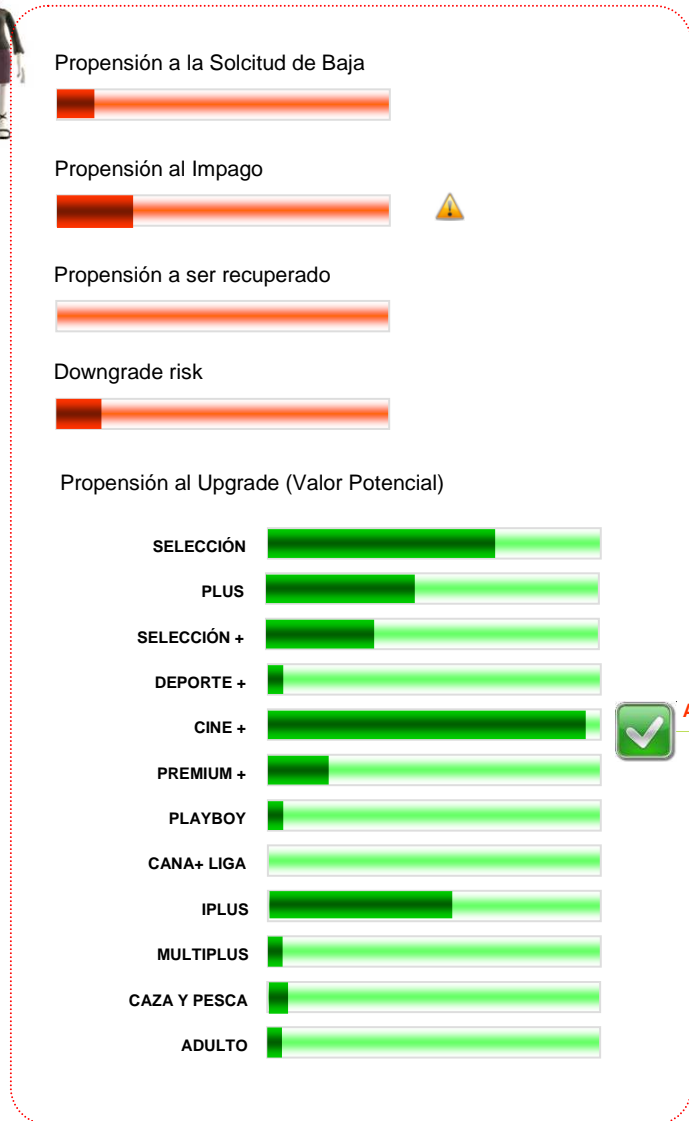 Propensión a la Solcitud de Baja
Propensión al Impago
Propensión a ser recuperado
Downgrade risk
Propensión al Upgrade (Valor Potencial)
SELECCIÓN
PLUS
SELECCIÓN +
DEPORTE +
CINE +
A
PREMIUM +
PLAYBOY
CANA+ LIGA
IPLUS
MULTIPLUS
CAZA Y PESCA
ADULTO